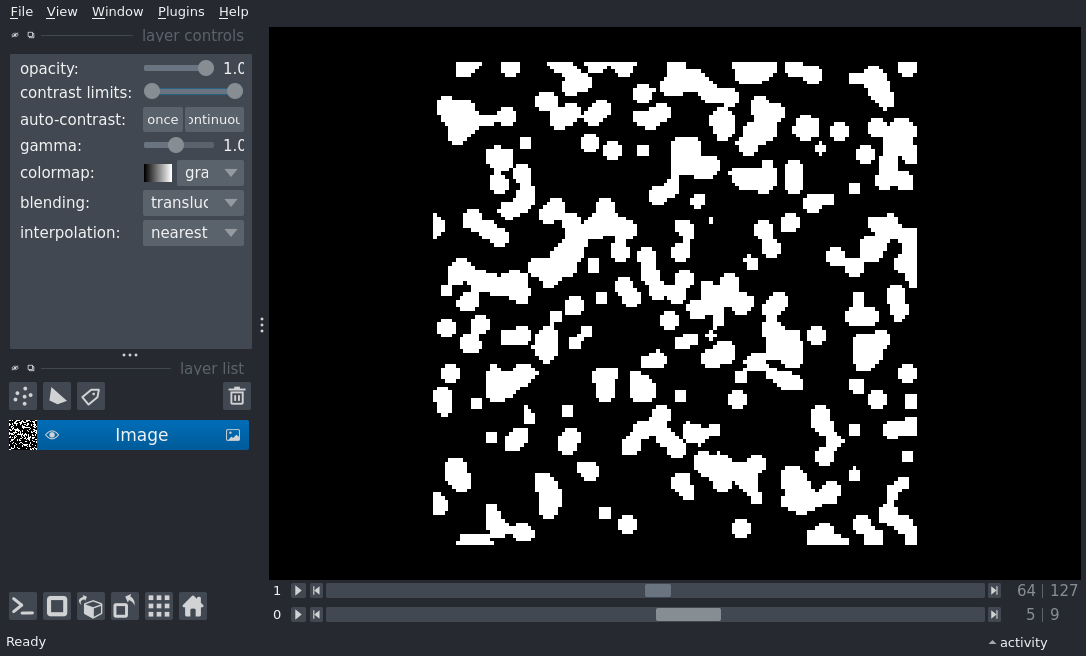 File View Window Plugins Help
layer controls
opacity: 1.0
contrast limits:
auto-contrast: once ontinuou
gamma: 1.0
colormap: gra
blending: transluc
interpolation: nearest
layer list
Image
1 64 127
0 5 9
Ready activity